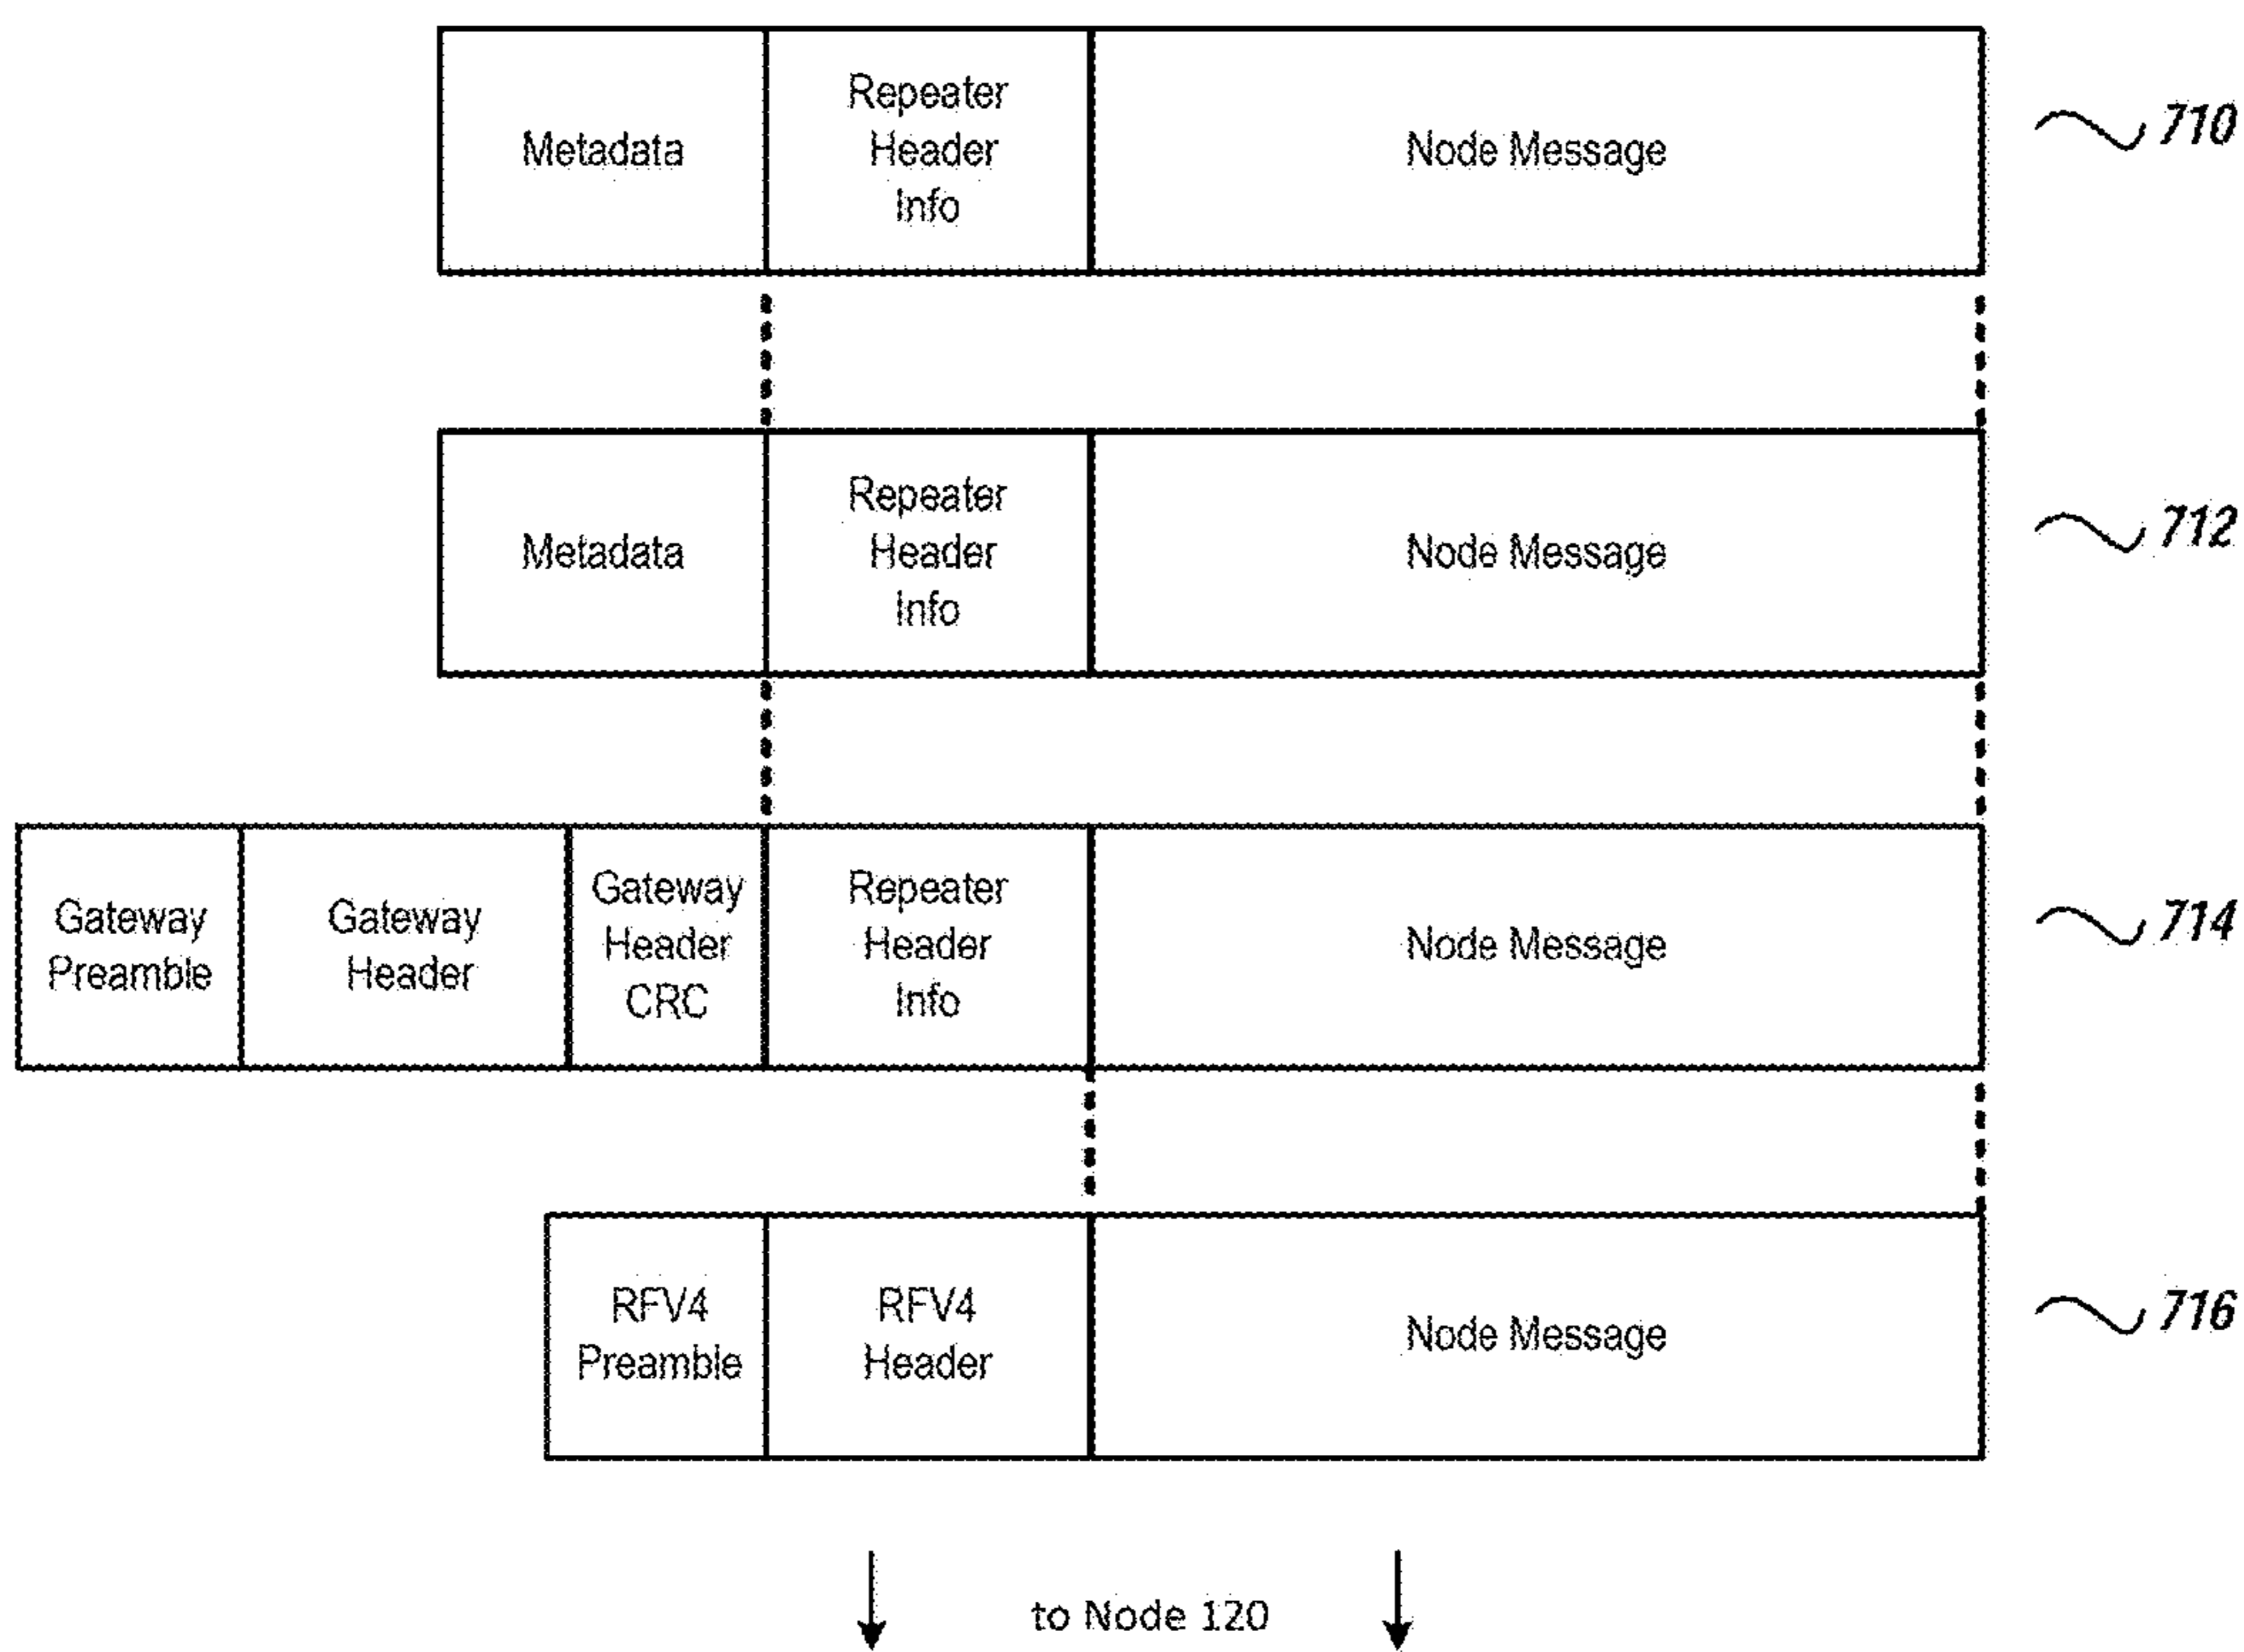 Metadata
Repeater
Header
Info
Node Message
710
Metadata
Repeater
Header
Info
Node Message
712
Gateway
Preamble
Gateway
Header
Gateway
Header
CRC
Repeater
Header
Info
Node Message
714
RFV4
Preamble
RFV4
Header
Node Message
716
to Node 120